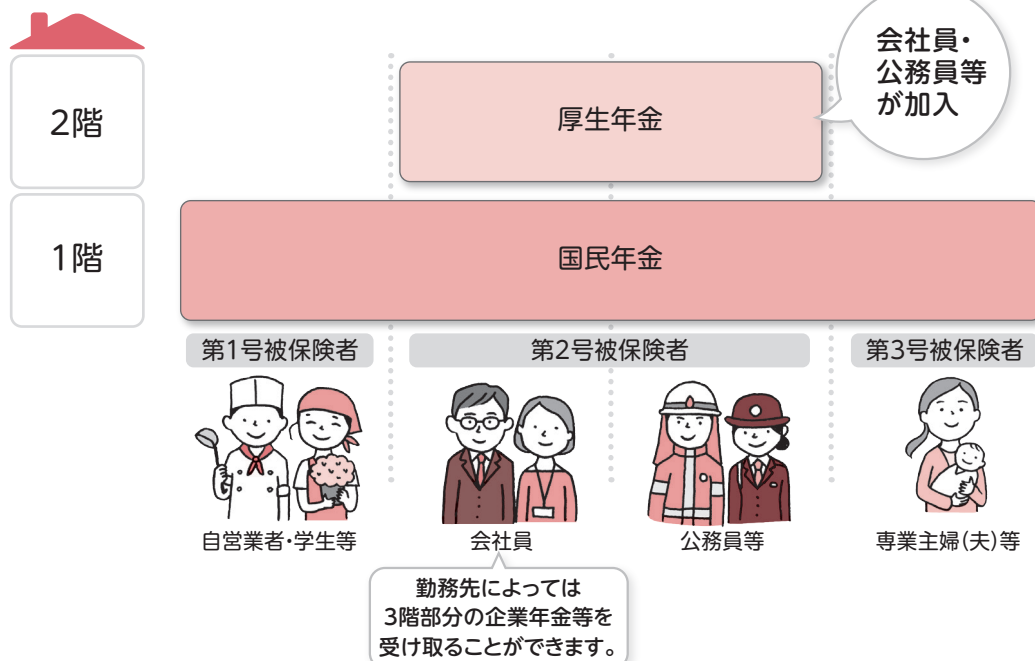 会社員・
公務員等
が加入
2階
厚生年金
1階
国民年金
第1号被保険者
第2号被保険者
第3号被保険者
自営業者・学生等
会社員
公務員等
専業主婦(夫)等
勤務先によっては
3階部分の企業年金等を
受け取ることができます。